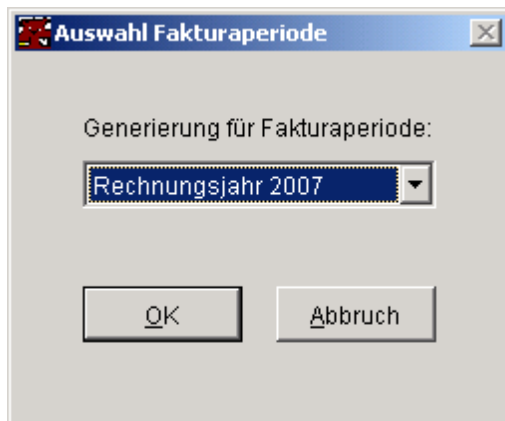 Auswahl Fakturaperiode
Generierung für Fakturaperiode:
Rechnungsjahr 2007
OK Abbruch